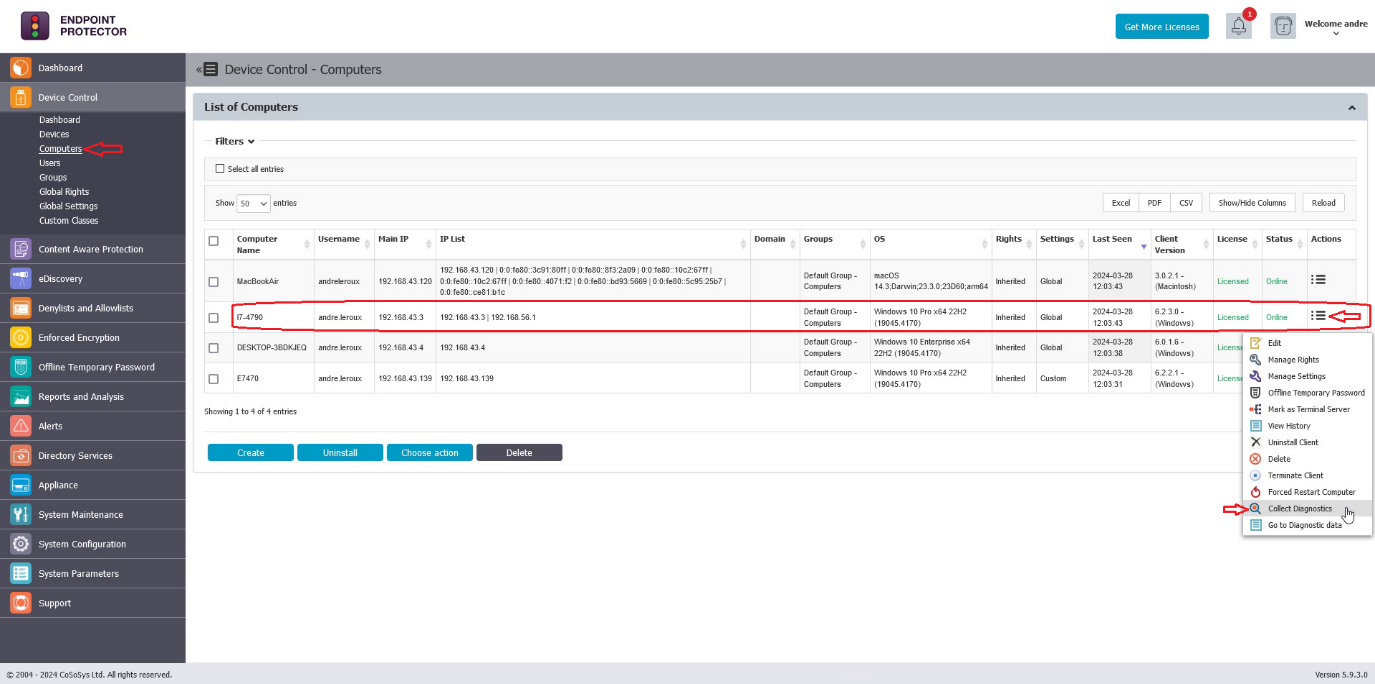 ENDPOINT
PROTECTOR
Get More Licenses
1
Welcome andre
Dashboard
Device Control
Dashboard
Devices
Computers
Users
Groups
Global Rights
Global Settings
Custom Classes
Content Aware Protection
eDiscovery
Denylists and Allowlists
Enforced Encryption
Offline Temporary Password
Reports and Analysis
Alerts
Directory Services
Appliance
System Maintenance
System Configuration
System Parameters
Support
Device Control - Computers
List of Computers
Filters
Select all entries
Show 50 entries
Excel PDF CSV Show/Hide Columns Reload
Computer Name Username Main IP IP List Domain Groups OS Rights Settings Last Seen Client Version License Status Actions
MacBookAir andreleroux 192.168.43.120 192.168.43.120 | 0:0:fe80::3c91:80ff | 0:0:fe80::8f3:2a09 | 0:0:fe80::10c2:67ff | 0:0:fe80::10c2:67ff | 0:0:fe80::4071:f2 | 0:0:fe80::bd93:5669 | 0:0:fe80::5c95:25b7 | 0:0:fe80::ce81:b1c Default Group - Computers macOS 14.3;Darwin;23.3.0;23D60;arm64 Inherited Global 2024-03-28 12:03:43 3.0.2.1 - (Macintosh) Licensed Online
I7-4790 andre.leroux 192.168.43.3 192.168.43.3 | 192.168.56.1 Default Group - Computers Windows 10 Pro x64 22H2 (19045.4170) Inherited Global 2024-03-28 12:03:43 6.2.3.0 - (Windows) Licensed Online
DESKTOP-3BDKJEQ andre.leroux 192.168.43.4 192.168.43.4 Default Group - Computers Windows 10 Enterprise x64 22H2 (19045.4170) Inherited Global 2024-03-28 12:03:38 6.0.1.6 - (Windows) License
E7470 andre.leroux 192.168.43.139 192.168.43.139 Default Group - Computers Windows 10 Pro x64 22H2 (19045.4170) Inherited Custom 2024-03-28 12:03:31 6.2.2.1 - (Windows) License
Showing 1 to 4 of 4 entries
Create Uninstall Choose action Delete
Edit
Manage Rights
Manage Settings
Offline Temporary Password
Mark as Terminal Server
View History
Uninstall Client
Delete
Terminate Client
Forced Restart Computer
Collect Diagnostics
Go to Diagnostic data
© 2004 - 2024 CoSoSys Ltd. All rights reserved.
Version 5.9.3.0